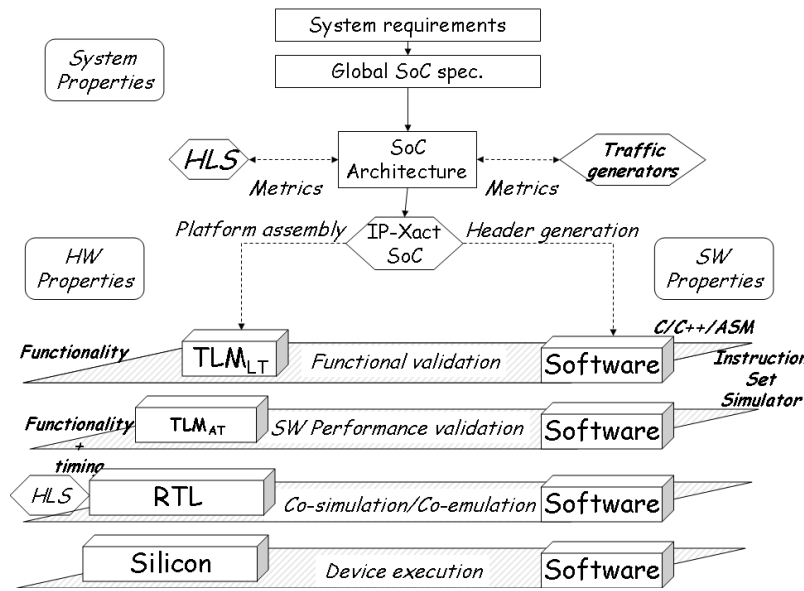 System requirements
System
Properties
Global SoC spec.
HLS
SoC
Architecture
Traffic
generators
Metrics
Metrics
Platform assembly
IP-Xact
SoC
Header generation
HW
Properties
SW
Properties
C/C++/ASM
Functionality
TLMLT
Functional validation
Software
Instruction
Set
Simulator
Functionality
+
timing
TLMAT
SW Performance validation
Software
HLS
RTL
Co-simulation/Co-emulation
Software
Silicon
Device execution
Software